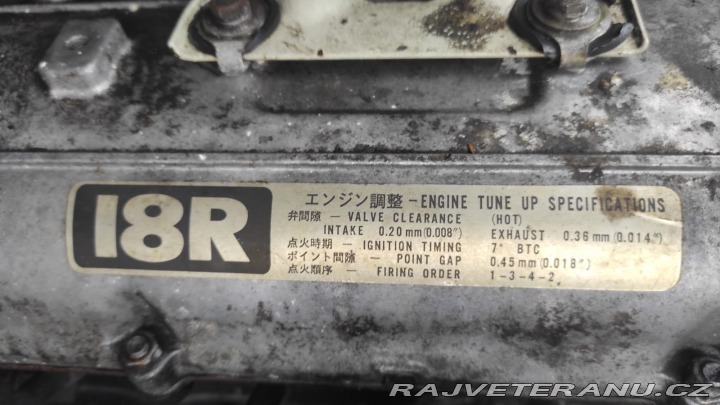 18R
エンジン調整 - ENGINE TUNE UP SPECIFICATIONS
弁間隙 - VALVE CLEARANCE (HOT)
INTAKE 0.20mm(0.008") EXHAUST 0.36mm(0.014")
点火時期 - IGNITION TIMING 7° BTC
ポイント間隙 - POINT GAP 0.45mm(0.018")
点火順序 - FIRING ORDER 1-3-4-2
RAJVETERANU.CZ